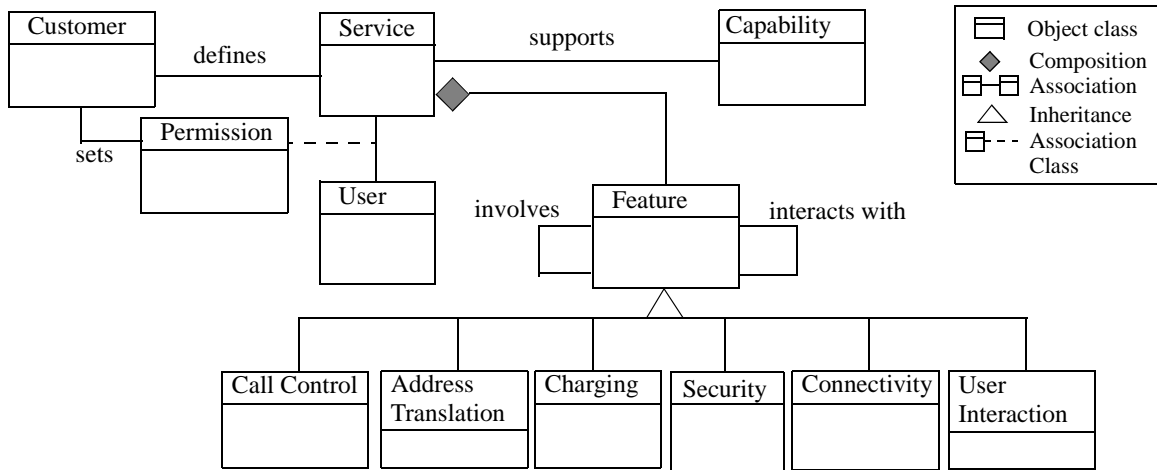 Customer
Service
Capability
defines
supports
Permission
sets
User
Feature
involves
interacts with
Call Control
Address
Translation
Charging
Security
Connectivity
User
Interaction
Object class
Composition
Association
Inheritance
Association
Class